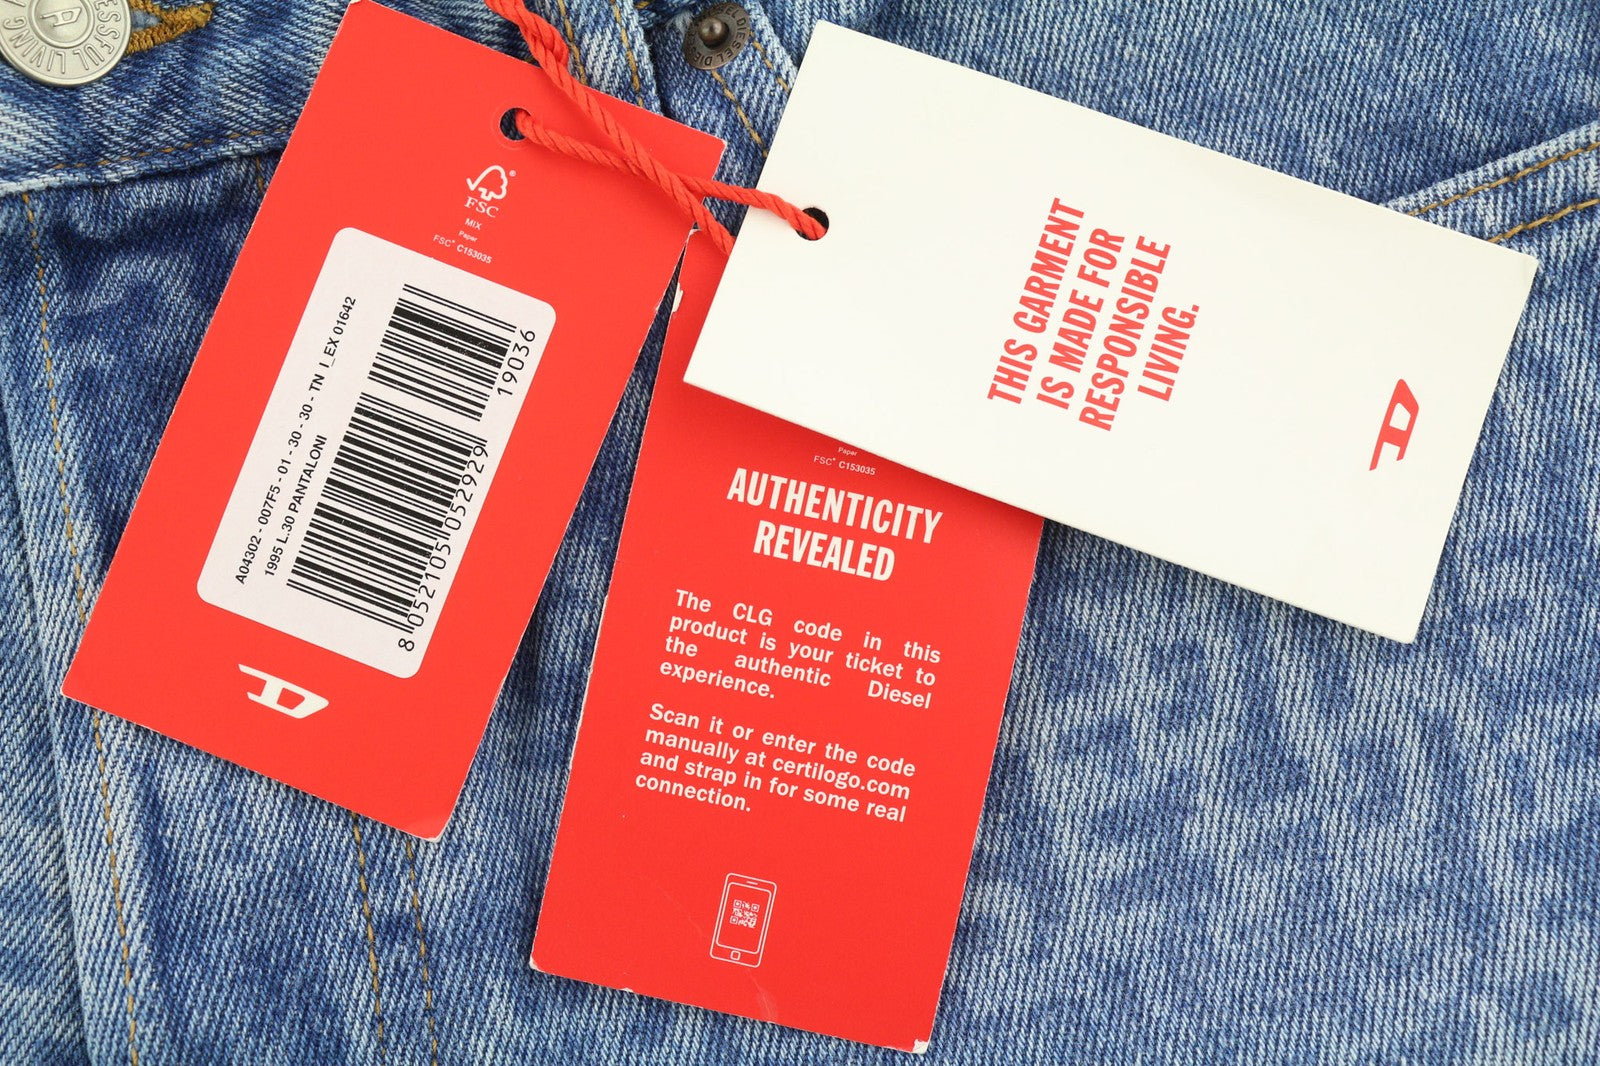 FSC®
MIX
Paper
FSC® C153035
A04302 - 007F5 - 01 - 30 - 30 - TN I_EX 01642
1995 L.30 PANTALONI
8 052105 052929
19036
Paper
FSC® C153035
AUTHENTICITY
REVEALED
The CLG code in this
product is your ticket to
the authentic Diesel
experience.
Scan it or enter the code
manually at certilogo.com
and strap in for some real
connection.
THIS GARMENT
IS MADE FOR
RESPONSIBLE
LIVING.
D
D
SSFUL LIVING
DIESEL